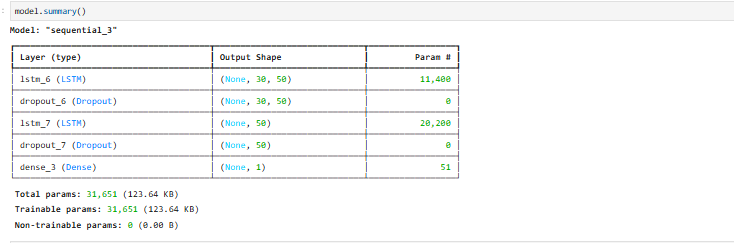 model.summary()
Model: "sequential_3"
Layer (type) Output Shape Param #
lstm_6 (LSTM) (None, 30, 50) 11,400
dropout_6 (Dropout) (None, 30, 50) 0
lstm_7 (LSTM) (None, 50) 20,200
dropout_7 (Dropout) (None, 50) 0
dense_3 (Dense) (None, 1) 51
Total params: 31,651 (123.64 KB)
Trainable params: 31,651 (123.64 KB)
Non-trainable params: 0 (0.00 B)